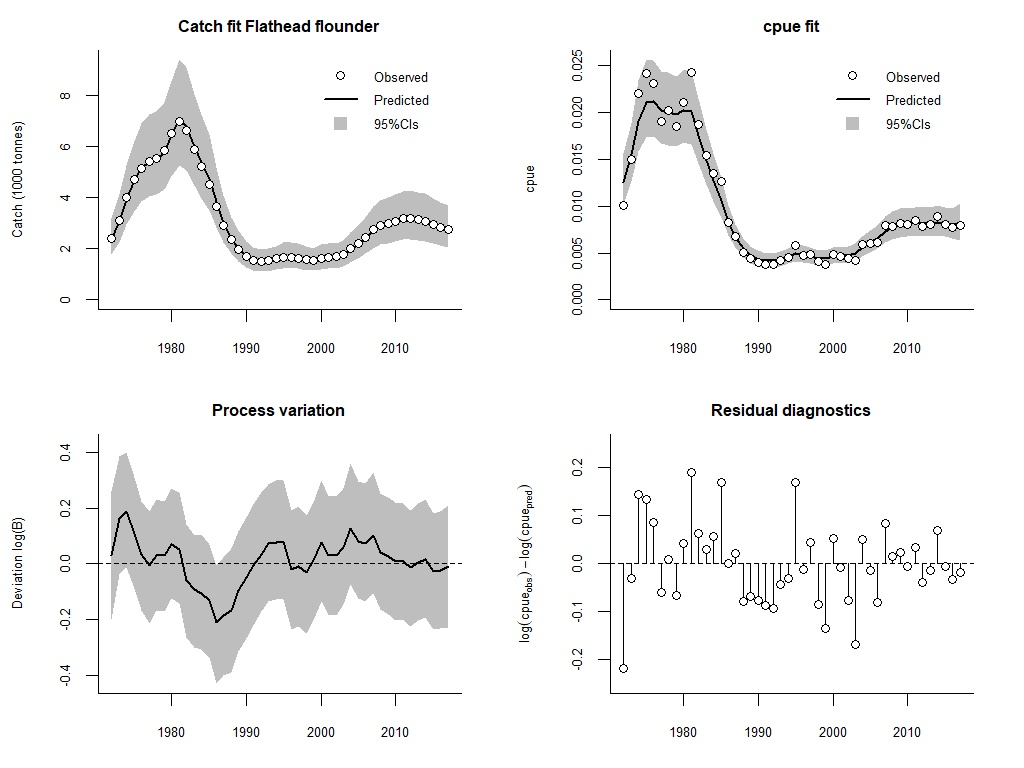 Catch fit Flathead flounder
Catch (1000 tonnes)
8
6
4
2
0
Observed
Predicted
95%CIs
1980 1990 2000 2010
cpue fit
cpue
0.025
0.020
0.015
0.010
0.005
0.000
Observed
Predicted
95%CIs
1980 1990 2000 2010
Process variation
Deviation log(B)
0.4
0.2
0.0
-0.2
-0.4
1980 1990 2000 2010
Residual diagnostics
log(cpue_obs) − log(cpue_pred)
0.2
0.1
0.0
-0.1
-0.2
1980 1990 2000 2010